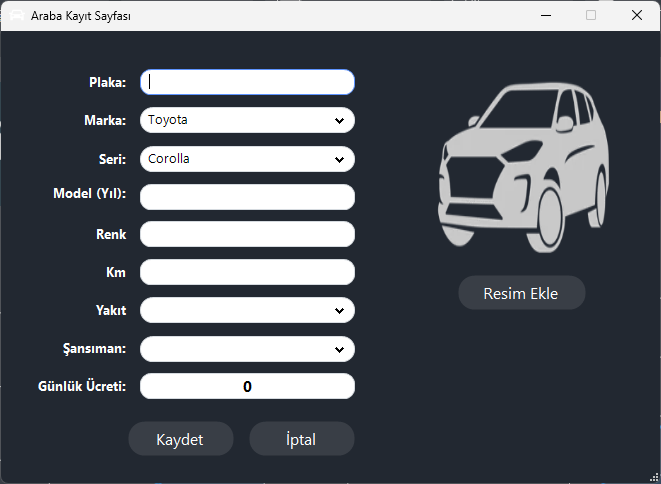 Araba Kayıt Sayfası
Plaka:
Marka: Toyota
Seri: Corolla
Model (Yıl):
Renk
Km
Yakıt
Şansıman:
Günlük Ücreti: 0
Resim Ekle
Kaydet İptal